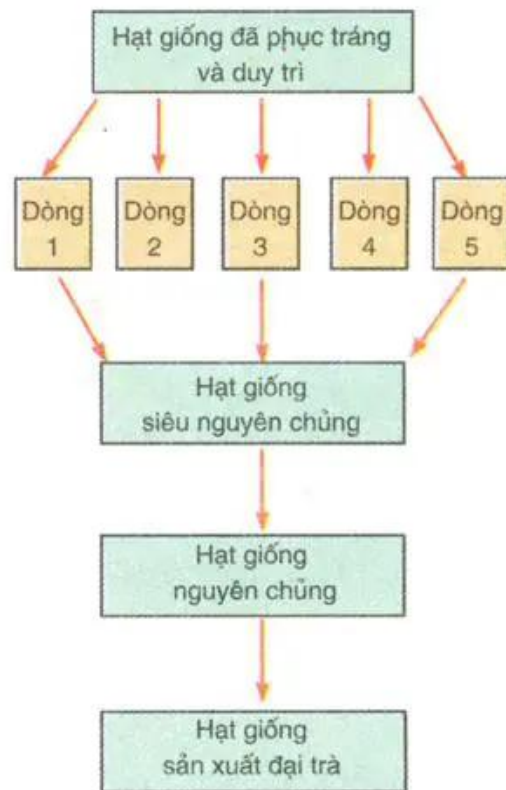 Hạt giống đã phục tráng
và duy trì
Dòng
1
Dòng
2
Dòng
3
Dòng
4
Dòng
5
Hạt giống
siêu nguyên chủng
Hạt giống
nguyên chủng
Hạt giống
sản xuất đại trà